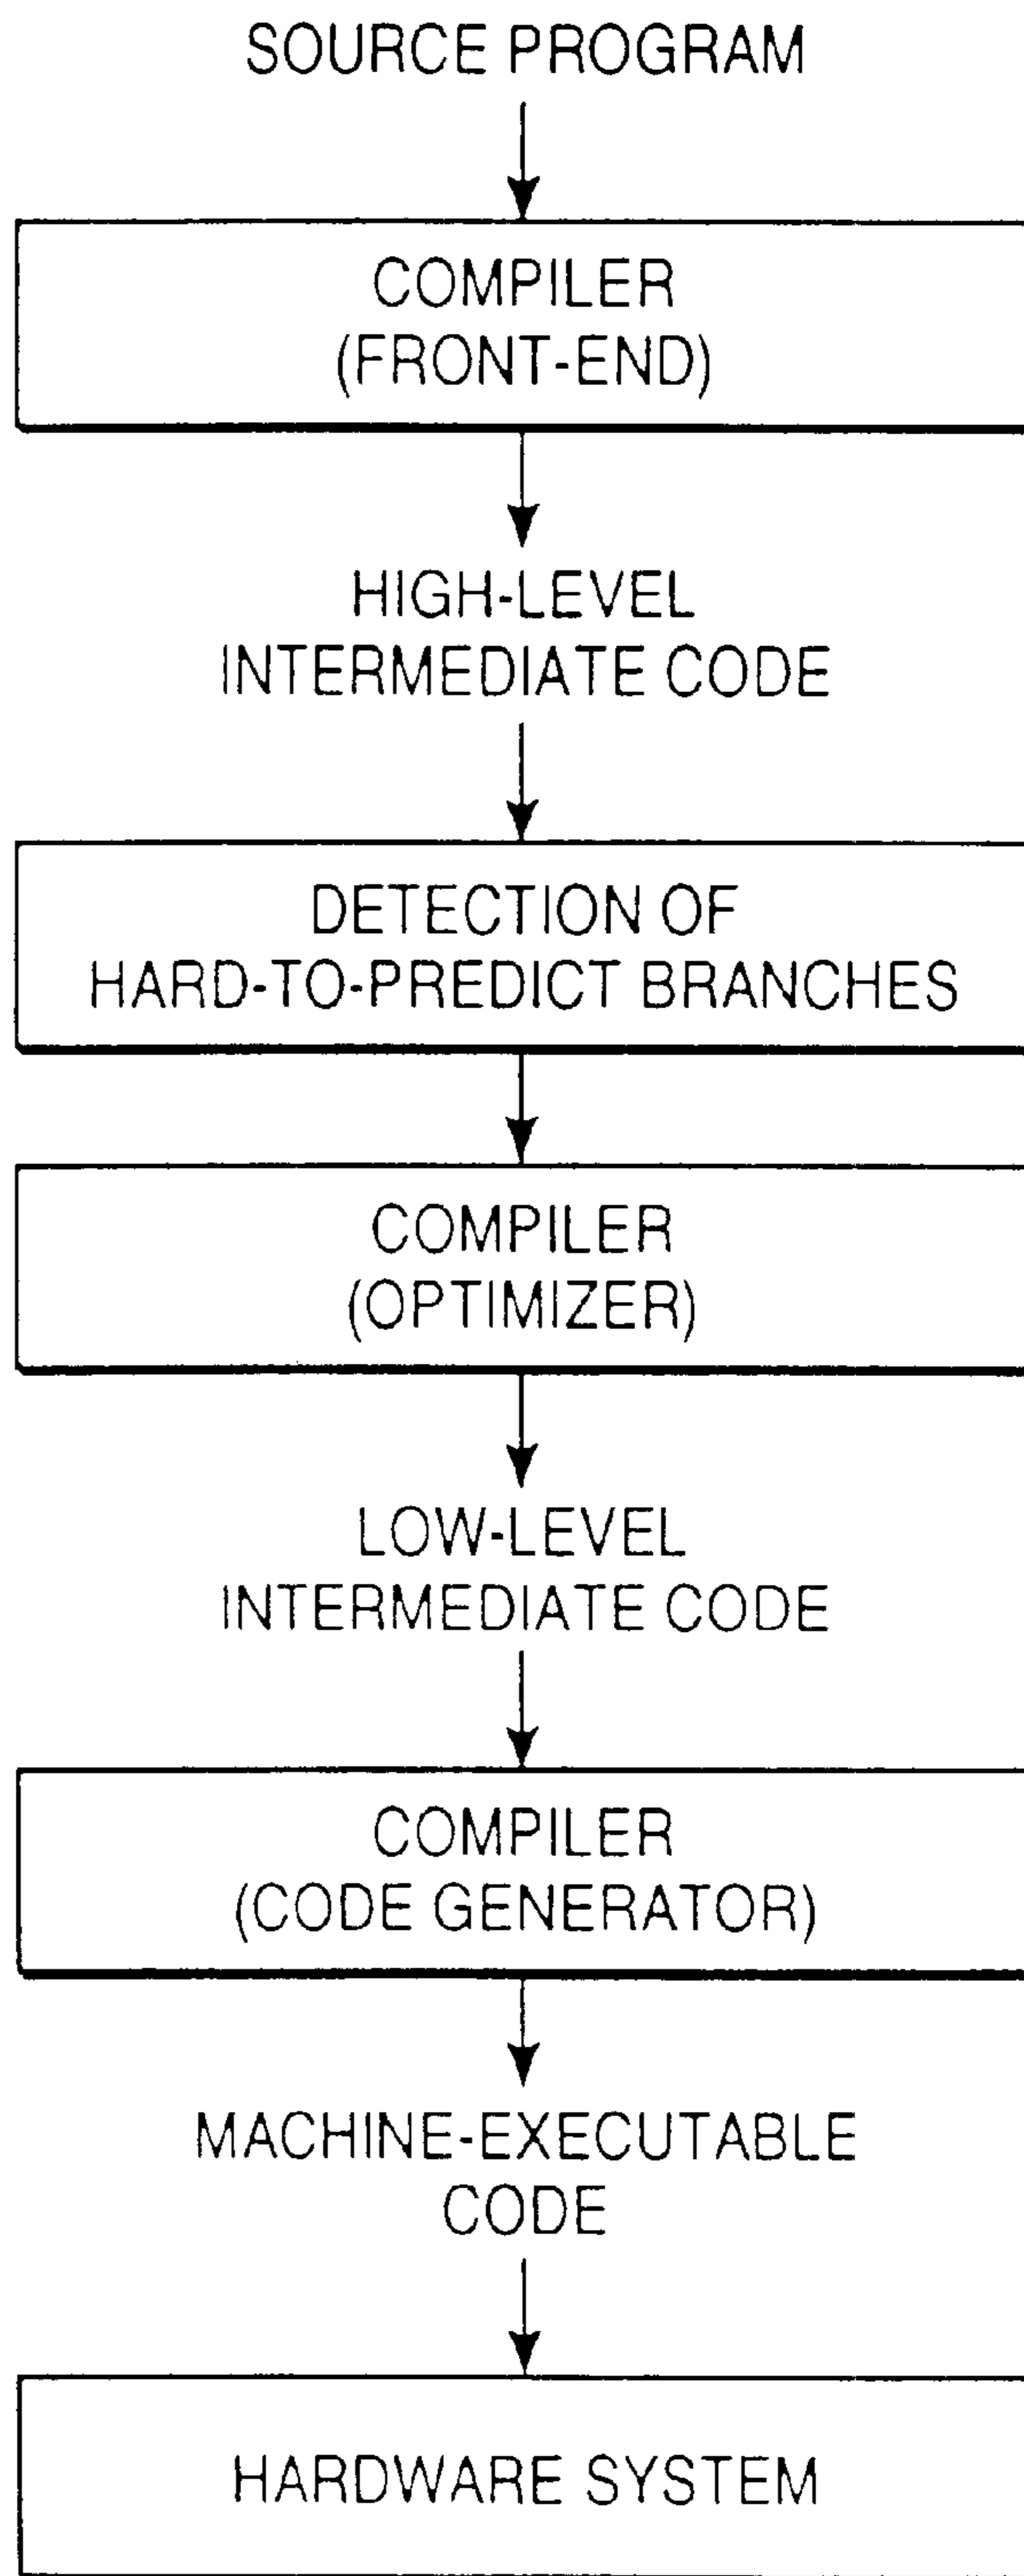 SOURCE PROGRAM
COMPILER
(FRONT-END)
HIGH-LEVEL
INTERMEDIATE CODE
DETECTION OF
HARD-TO-PREDICT BRANCHES
COMPILER
(OPTIMIZER)
LOW-LEVEL
INTERMEDIATE CODE
COMPILER
(CODE GENERATOR)
MACHINE-EXECUTABLE
CODE
HARDWARE SYSTEM